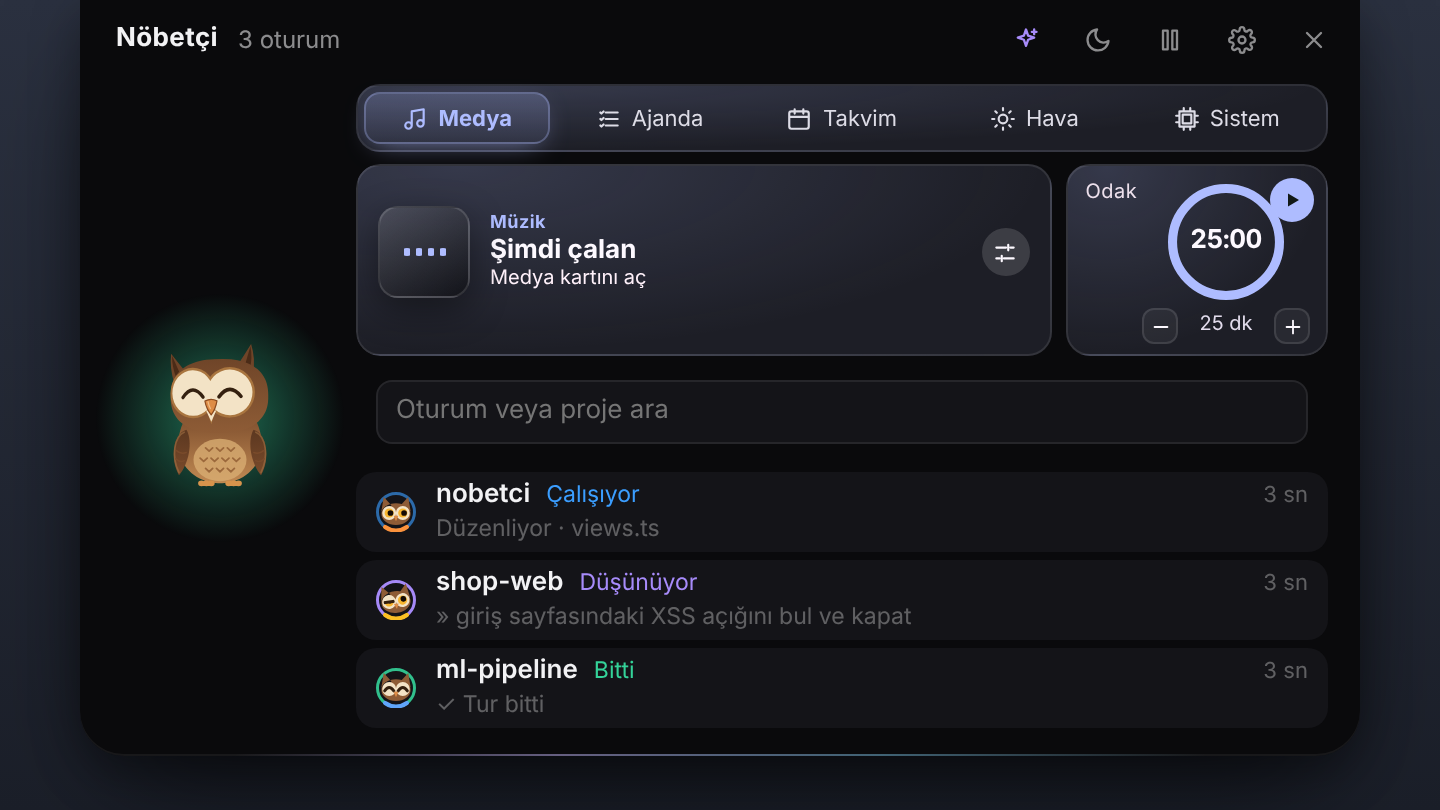 Nöbetçi 3 oturum
Medya Ajanda Takvim Hava Sistem
Müzik
Şimdi çalan
Medya kartını aç
Odak
25:00
25 dk
Oturum veya proje ara
nobetci Çalışıyor 3 sn
Düzenliyor · views.ts
shop-web Düşünüyor 3 sn
» giriş sayfasındaki XSS açığını bul ve kapat
ml-pipeline Bitti 3 sn
✓ Tur bitti